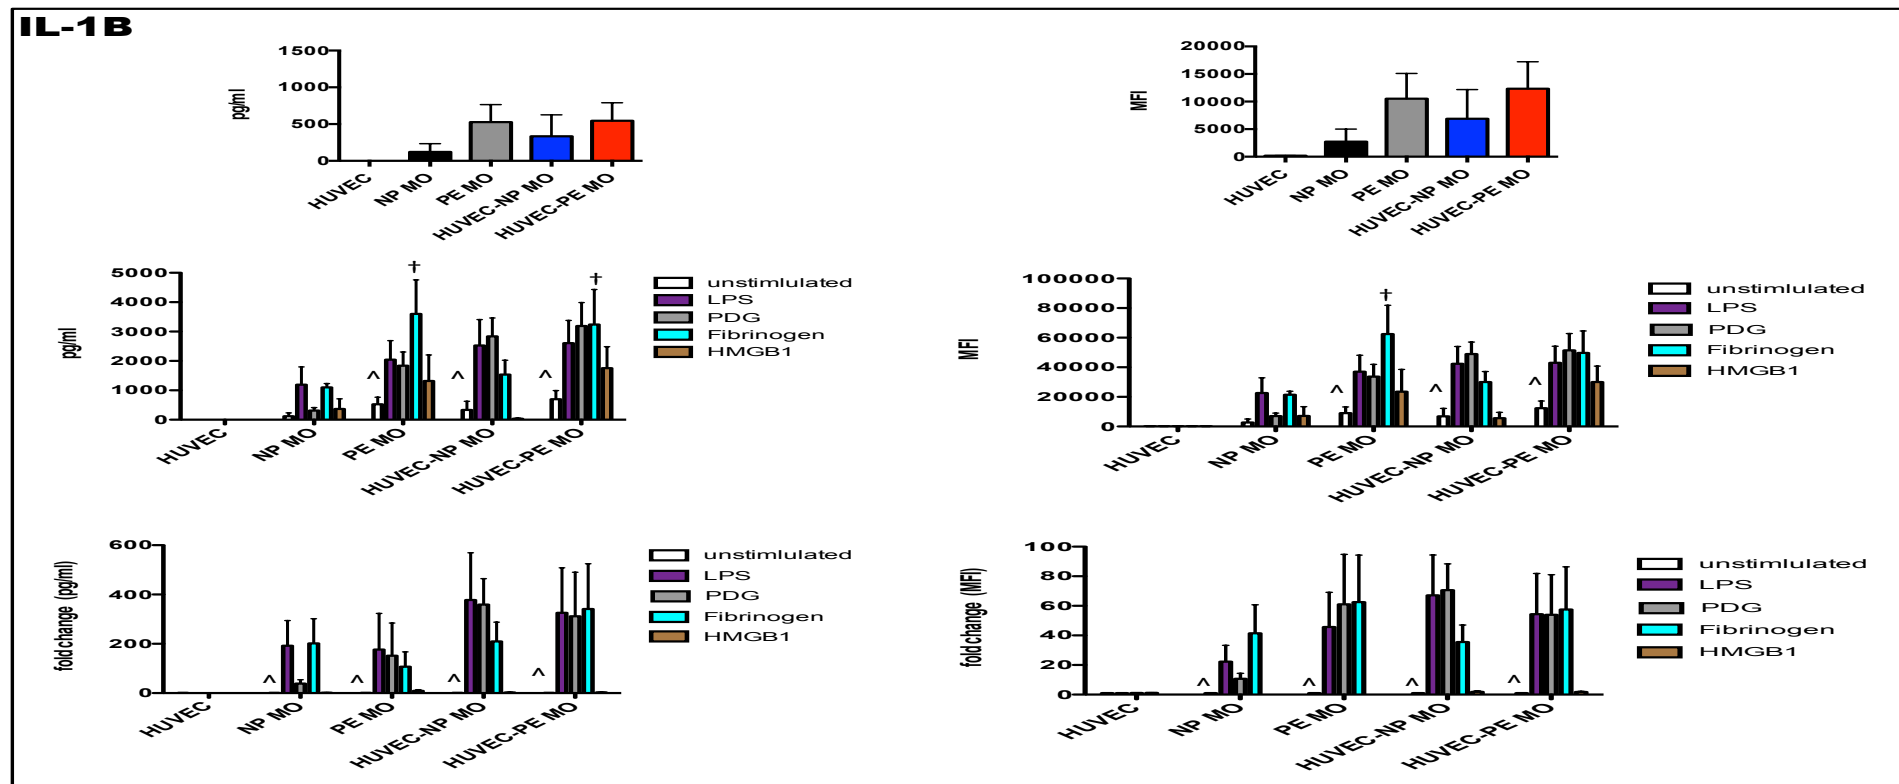 IL-1B
1500
1000
500
0
pg/ml
HUVEC
NP MO
PE MO
HUVEC-NP MO
HUVEC-PE MO
20000
15000
10000
5000
0
MFI
HUVEC
NP MO
PE MO
HUVEC-NP MO
HUVEC-PE MO
5000
4000
3000
2000
1000
0
pg/ml
^
†
^
^
†
HUVEC
NP MO
PE MO
HUVEC-NP MO
HUVEC-PE MO
unstimlulated
LPS
PDG
Fibrinogen
HMGB1
100000
80000
60000
40000
20000
0
MFI
^
†
^
^
HUVEC
NP MO
PE MO
HUVEC-NP MO
HUVEC-PE MO
unstimlulated
LPS
PDG
Fibrinogen
HMGB1
600
400
200
0
fold change (pg/ml)
^
^
^
^
HUVEC
NP MO
PE MO
HUVEC-NP MO
HUVEC-PE MO
unstimlulated
LPS
PDG
Fibrinogen
HMGB1
100
80
60
40
20
0
fold change (MFI)
^
^
^
^
HUVEC
NP MO
PE MO
HUVEC-NP MO
HUVEC-PE MO
unstimlulated
LPS
PDG
Fibrinogen
HMGB1